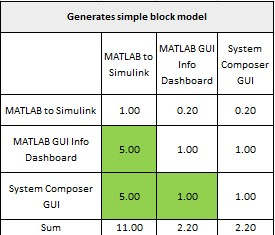 Generates simple block model
MATLAB to Simulink MATLAB GUI Info Dashboard System Composer GUI
MATLAB to Simulink 1.00 0.20 0.20
MATLAB GUI Info Dashboard 5.00 1.00 1.00
System Composer GUI 5.00 1.00 1.00
Sum 11.00 2.20 2.20